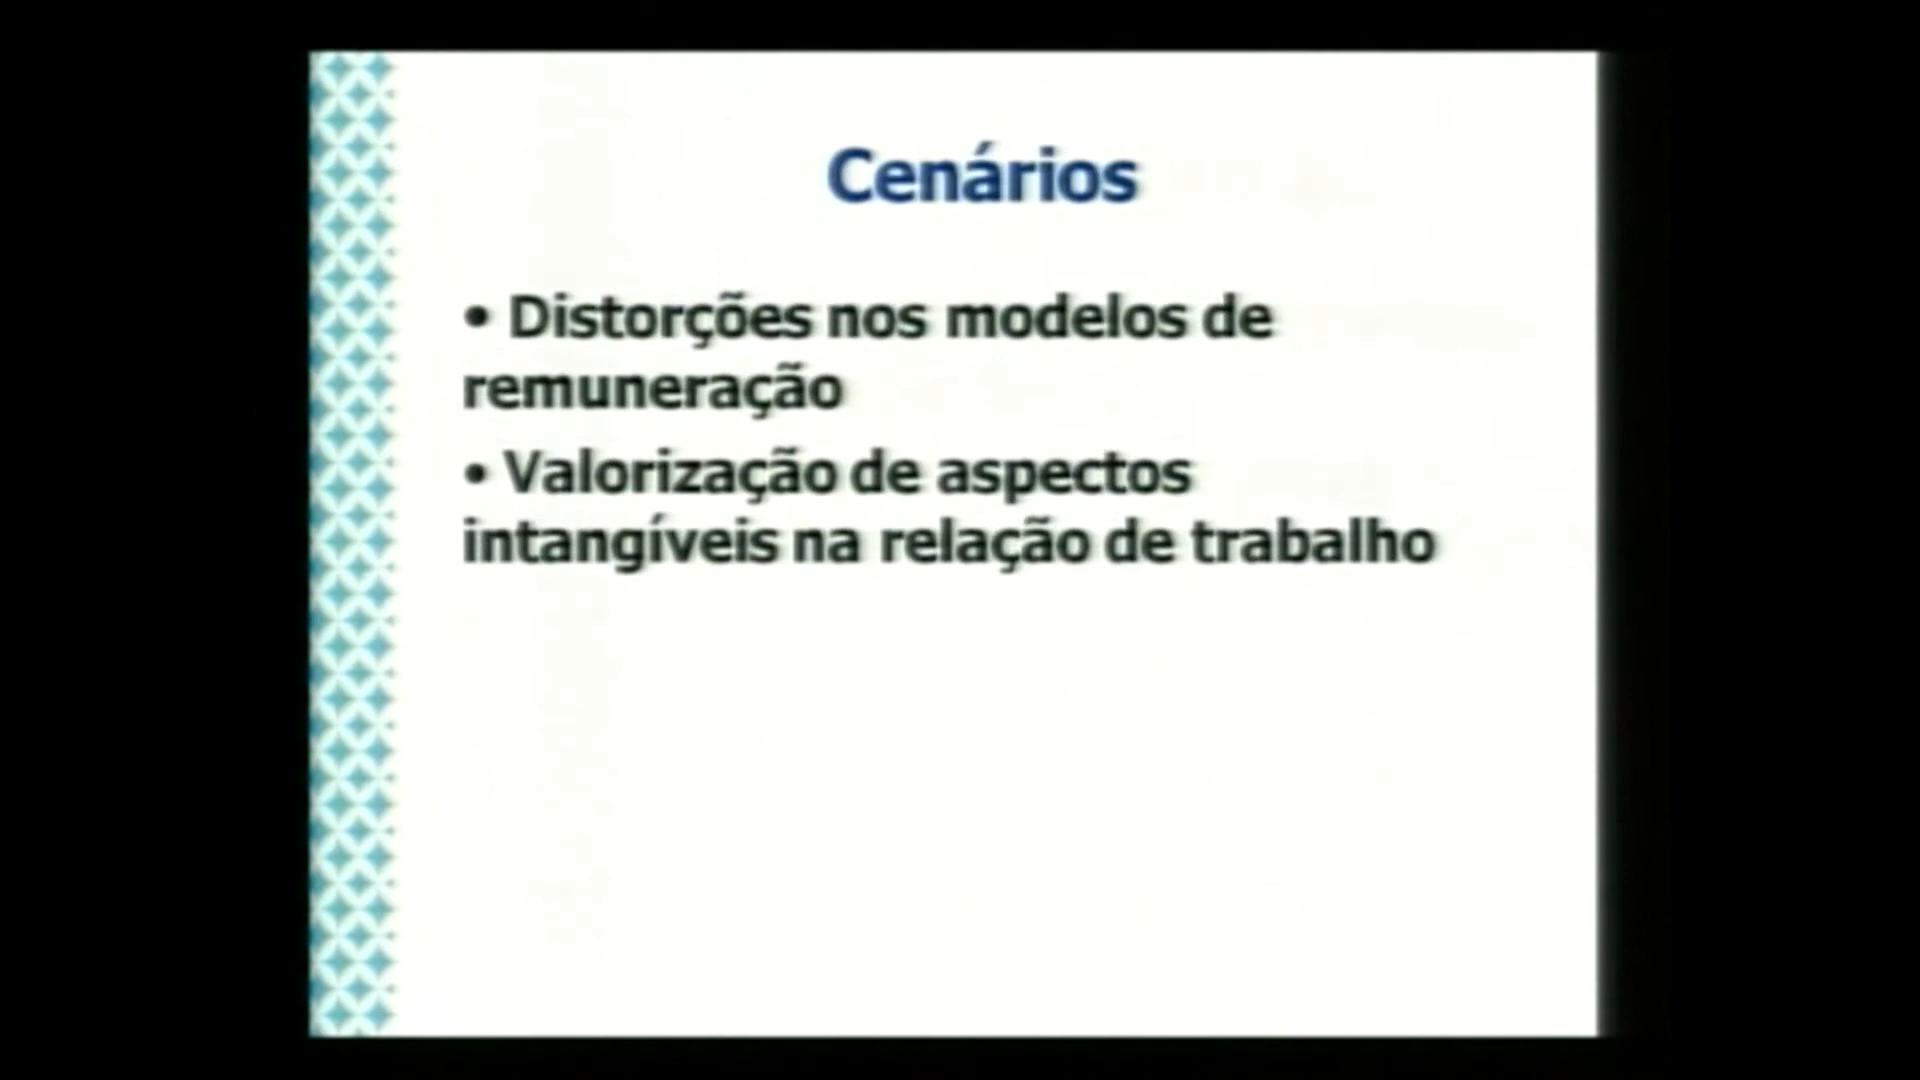 Cenários
• Distorções nos modelos de
remuneração
• Valorização de aspectos
intangíveis na relação de trabalho